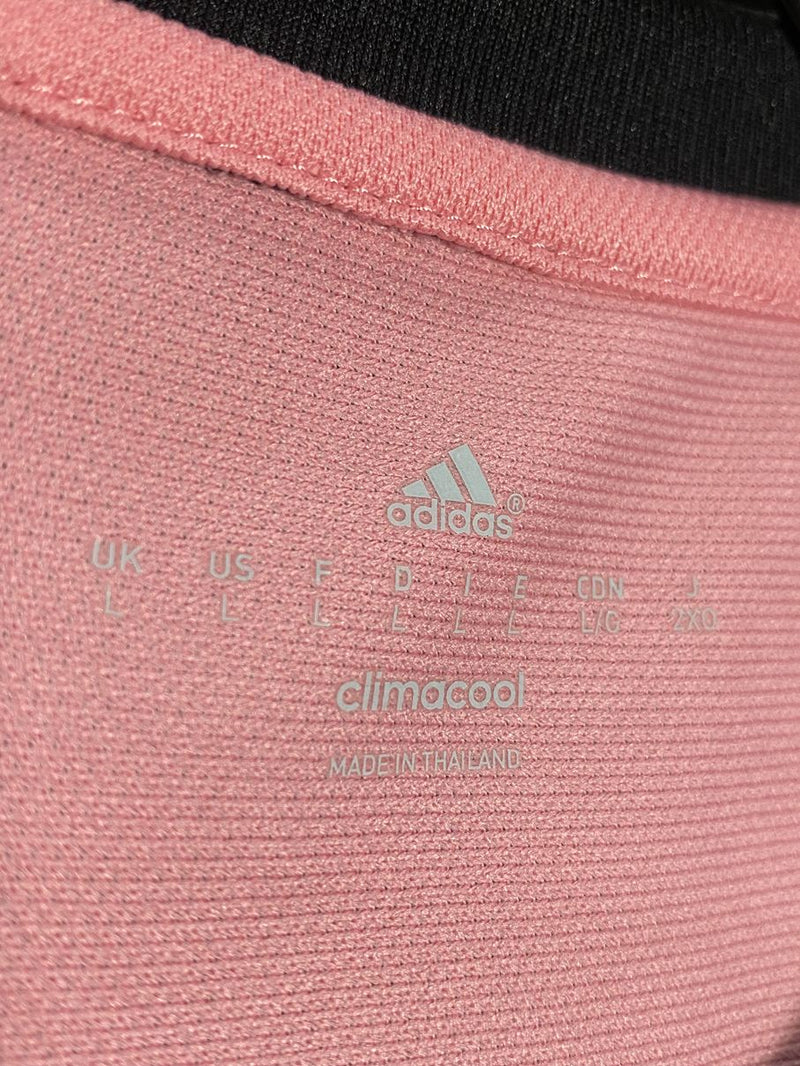 adidas®
UK US F D I E CDN J
L L L L L L L/G 2XO
climacool
MADE IN THAILAND